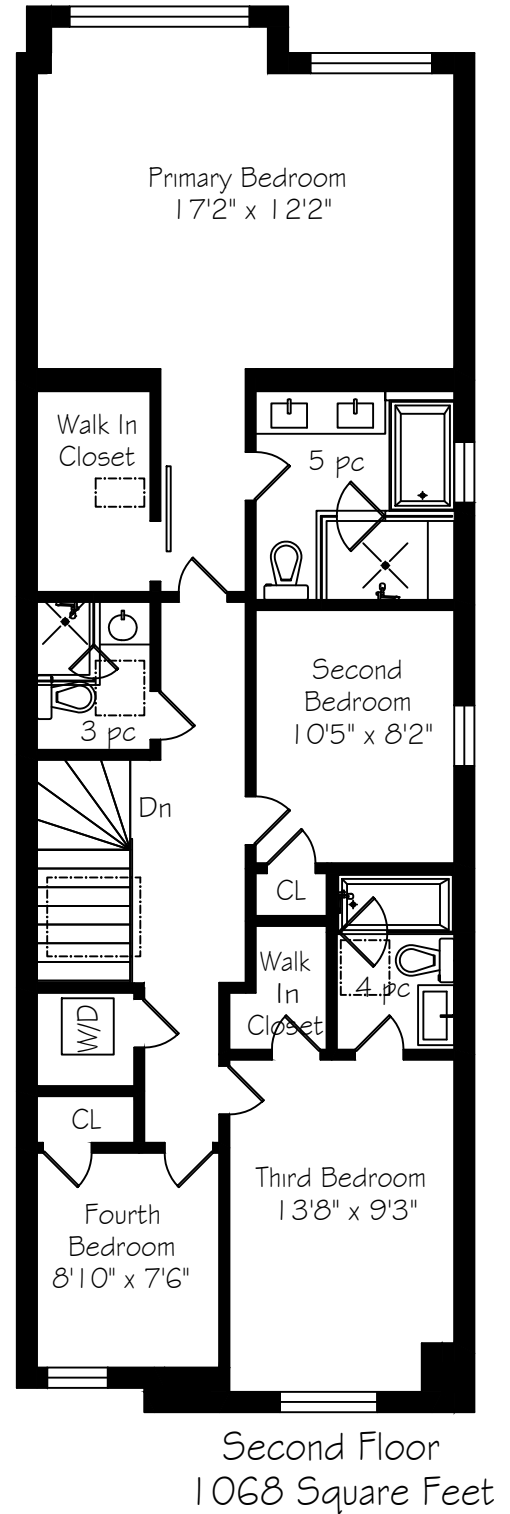 Primary Bedroom
17'2" x 12'2"
Walk In
Closet
5 pc
Second
Bedroom
10'5" x 8'2"
3 pc
Dn
CL
Walk
In
Closet
4 pc
W/D
CL
Third Bedroom
13'8" x 9'3"
Fourth
Bedroom
8'10" x 7'6"
Second Floor
1068 Square Feet